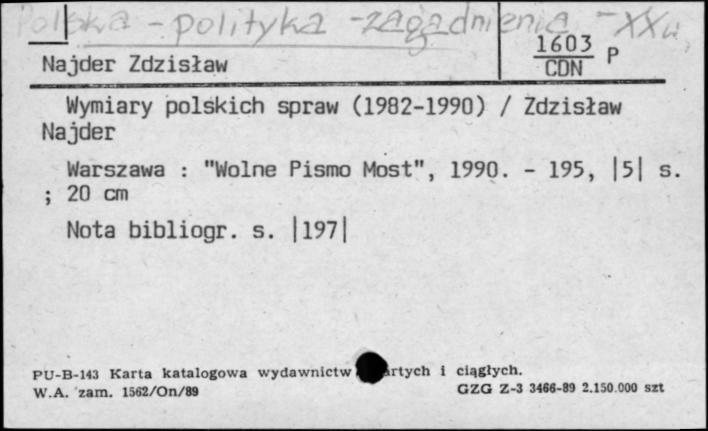 Polska - polityka - zagadnienia - XXw.
1603 P
CDN
Najder Zdzisław
Wymiary polskich spraw (1982-1990) / Zdzisław
Najder
Warszawa : "Wolne Pismo Most", 1990. - 195, |5| s.
; 20 cm
Nota bibliogr. s. |197|
PU-B-143 Karta katalogowa wydawnictw artych i ciągłych.
W.A. zam. 1562/On/89 GZG Z-3 3466-89 2.150.000 szt